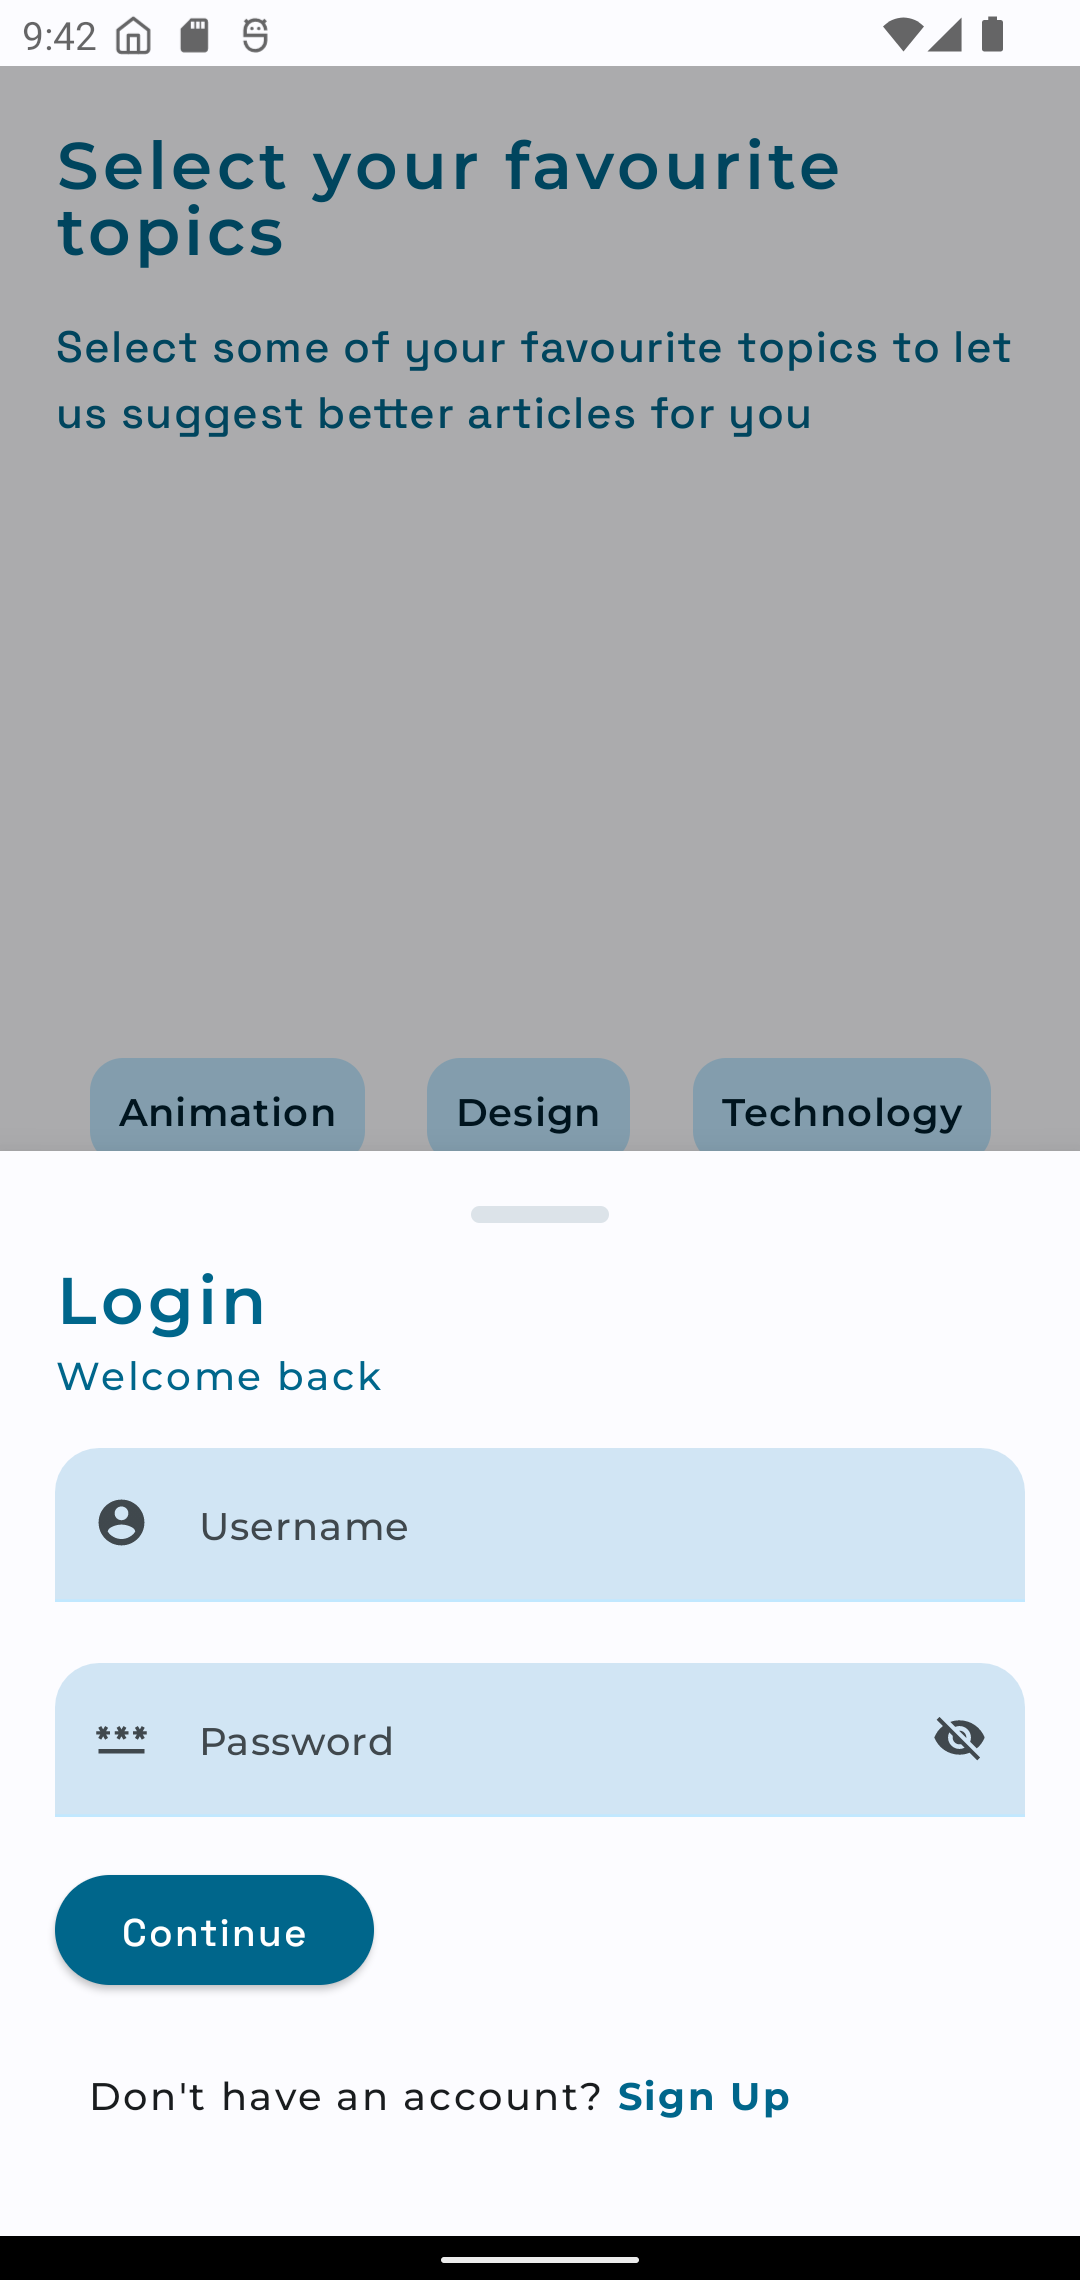 9:42
Select your favourite
topics
Select some of your favourite topics to let
us suggest better articles for you
Animation Design Technology
Login
Welcome back
Username
Password
Continue
Don't have an account? Sign Up